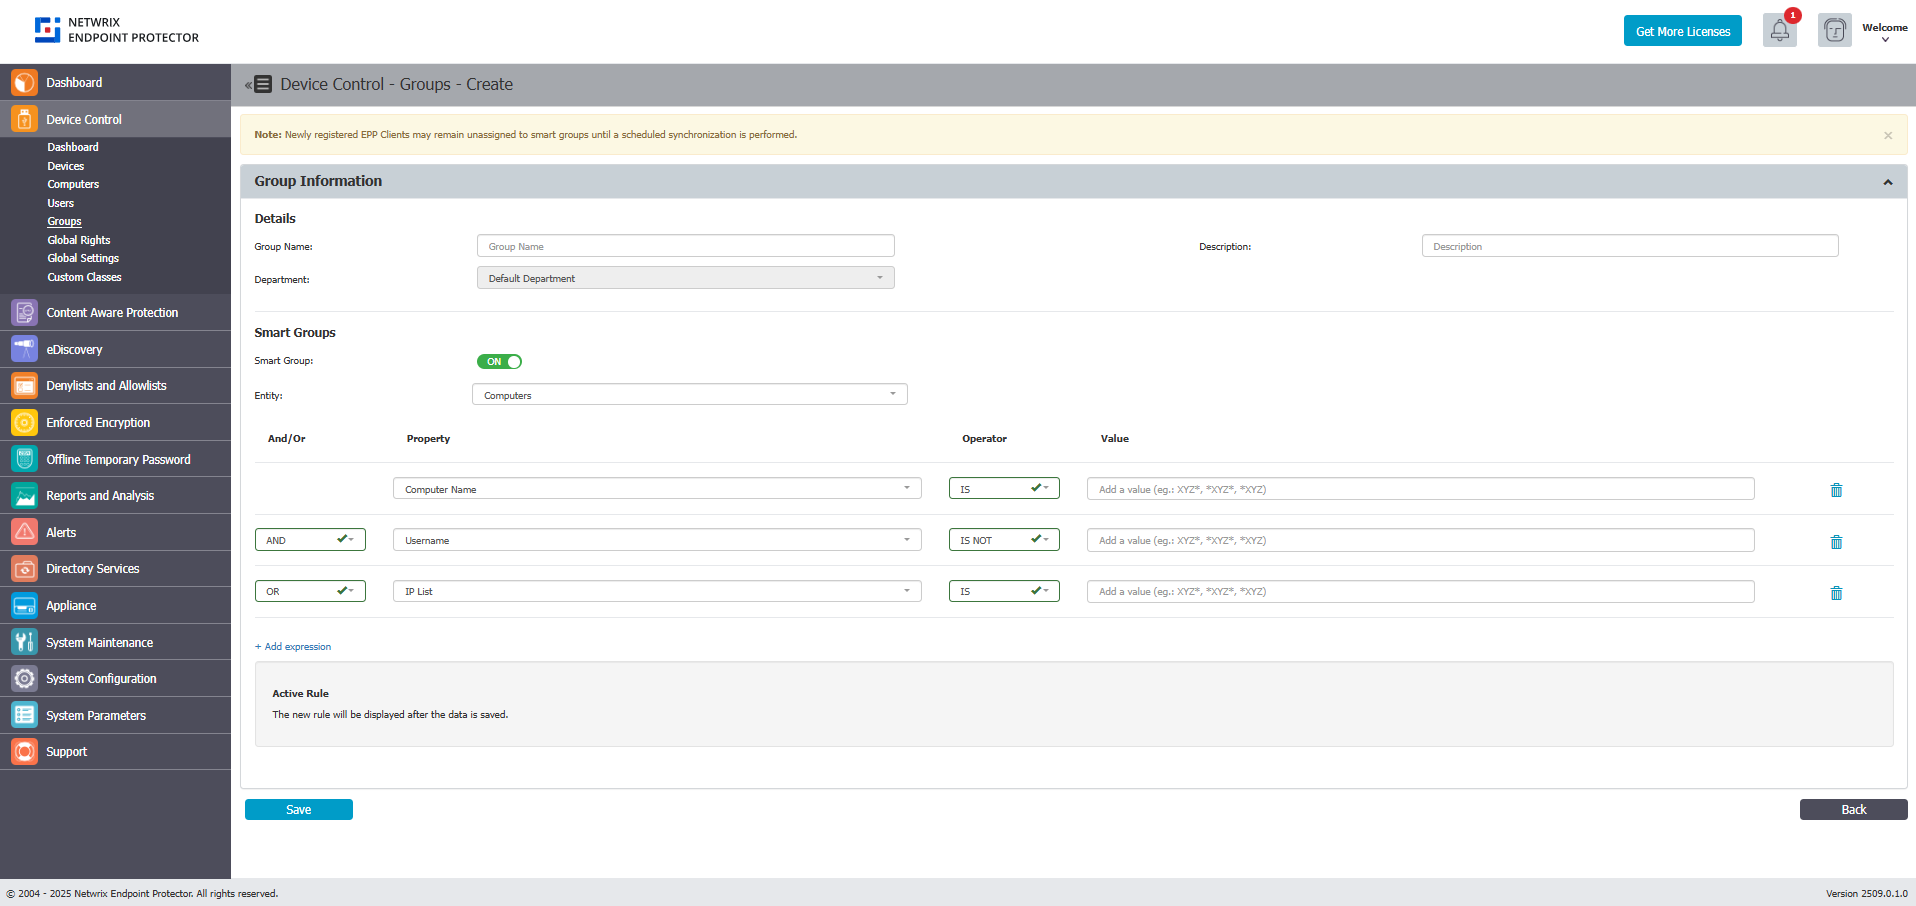 NETWRIX
ENDPOINT PROTECTOR
Get More Licenses
1
Welcome
Dashboard
Device Control
Dashboard
Devices
Computers
Users
Groups
Global Rights
Global Settings
Custom Classes
Content Aware Protection
eDiscovery
Denylists and Allowlists
Enforced Encryption
Offline Temporary Password
Reports and Analysis
Alerts
Directory Services
Appliance
System Maintenance
System Configuration
System Parameters
Support
« Device Control - Groups - Create
Note: Newly registered EPP Clients may remain unassigned to smart groups until a scheduled synchronization is performed. ×
Group Information
Details
Group Name: Group Name Description: Description
Department: Default Department
Smart Groups
Smart Group: ON
Entity: Computers
And/Or Property Operator Value
Computer Name IS Add a value (eg.: XYZ*, *XYZ*, *XYZ)
AND Username IS NOT Add a value (eg.: XYZ*, *XYZ*, *XYZ)
OR IP List IS Add a value (eg.: XYZ*, *XYZ*, *XYZ)
+ Add expression
Active Rule
The new rule will be displayed after the data is saved.
Save Back
© 2004 - 2025 Netwrix Endpoint Protector. All rights reserved. Version 2509.0.1.0